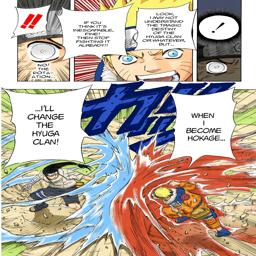 !
LOOK,
I MAY NOT
UNDERSTAND
THE TRAGIC
DESTINY
OF THE
HYUGA CLAN
OR WHATEVER,
BUT...
IF YOU
THINK IT'S
INESCAPABLE,
FINE!
THEN STOP
FIGHTING IT
ALREADY!!
!!
NO!
THE
ROTA-
TION...
WHEN I
BECOME
HOKAGE...
...I'LL
CHANGE
THE HYUGA
CLAN!